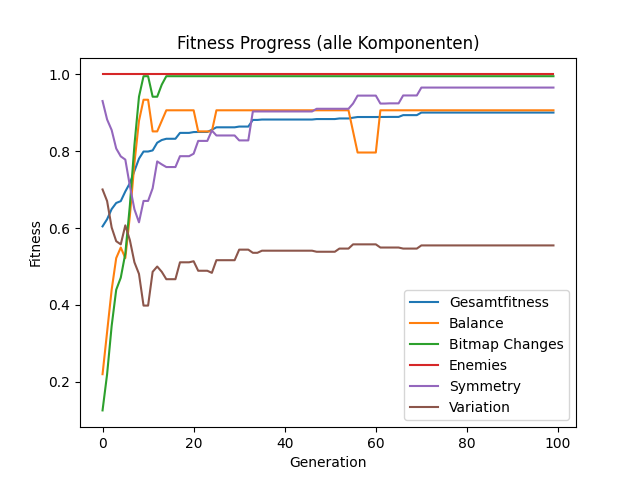 Fitness Progress (alle Komponenten)
1.0
0.8
0.6
0.4
0.2
Fitness
0 20 40 60 80 100
Generation
Gesamtfitness
Balance
Bitmap Changes
Enemies
Symmetry
Variation